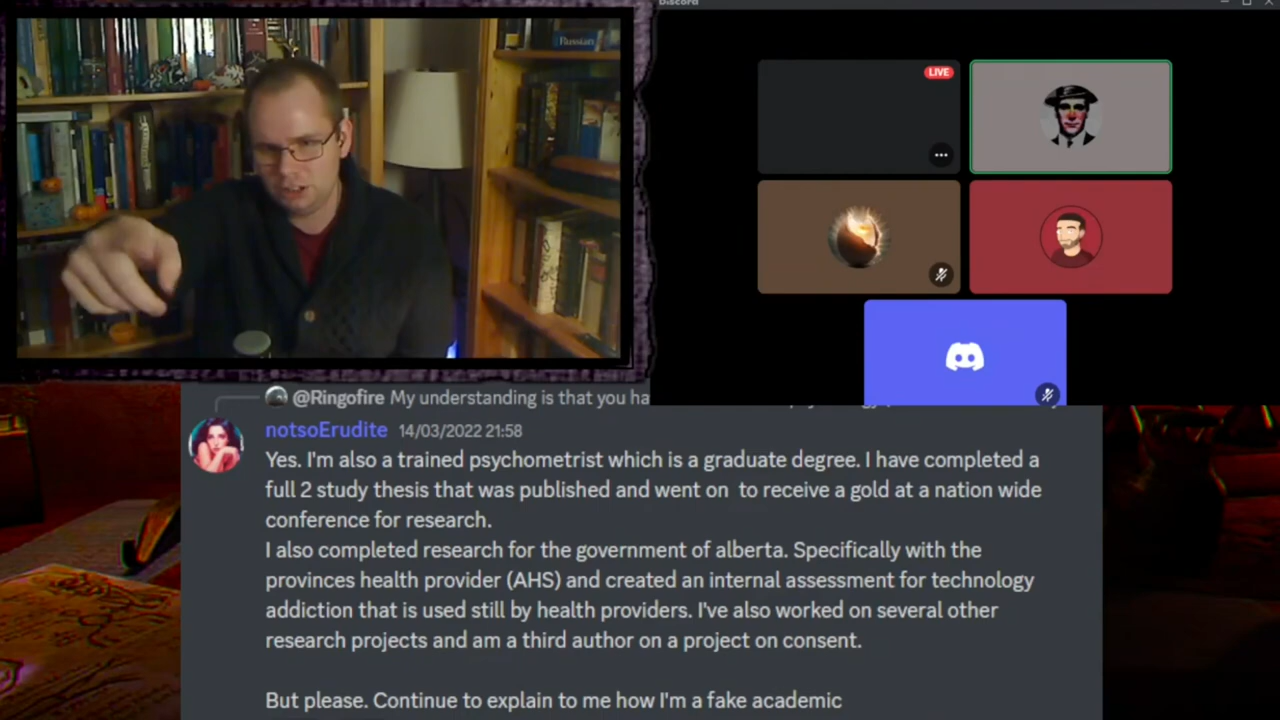 Discord
Russian
LIVE
@Ringofire My understanding is that you ha
notsoErudite 14/03/2022 21:58
Yes. I'm also a trained psychometrist which is a graduate degree. I have completed a
full 2 study thesis that was published and went on to receive a gold at a nation wide
conference for research.
I also completed research for the government of alberta. Specifically with the
provinces health provider (AHS) and created an internal assessment for technology
addiction that is used still by health providers. I've also worked on several other
research projects and am a third author on a project on consent.
But please. Continue to explain to me how I'm a fake academic